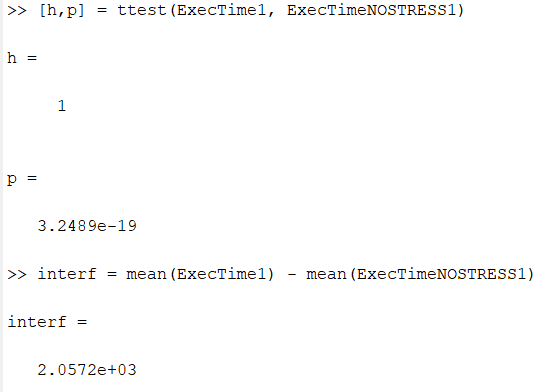 >> [h,p] = ttest(ExecTime1, ExecTimeNOSTRESS1)
h =
1
p =
3.2489e-19
>> interf = mean(ExecTime1) - mean(ExecTimeNOSTRESS1)
interf =
2.0572e+03